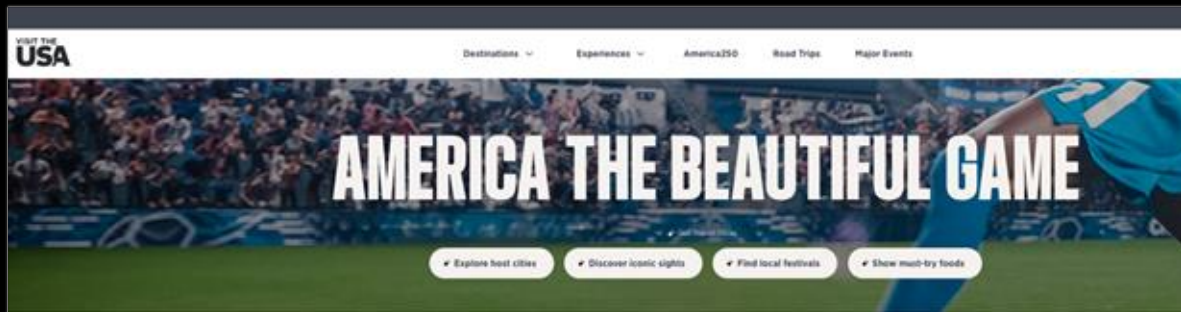 VISIT THE
USA
Destinations
Experiences
America250
Road Trips
Major Events
AMERICA THE BEAUTIFUL GAME
Explore host cities
Discover iconic sights
Find local festivals
Show must-try foods